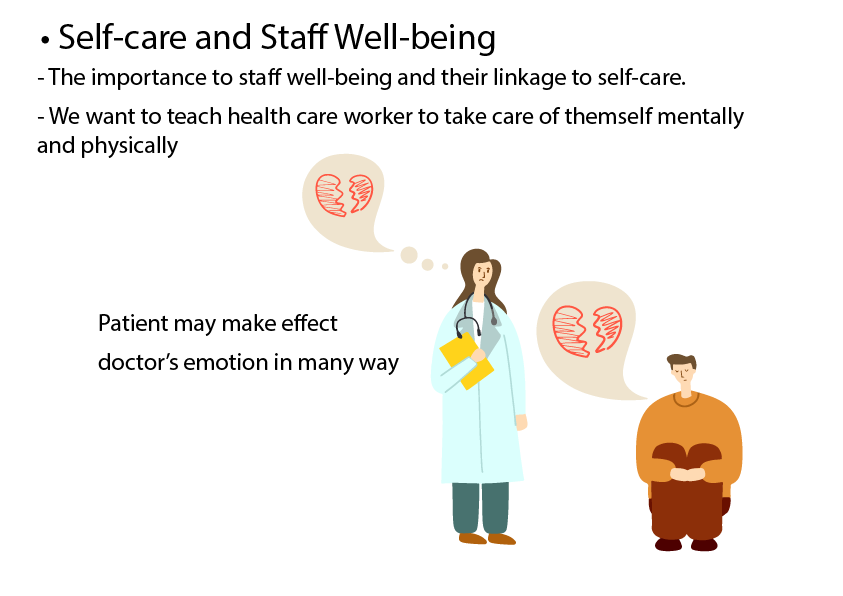 • Self-care and Staff Well-being
- The importance to staff well-being and their linkage to self-care.
- We want to teach health care worker to take care of themself mentally
and physically
Patient may make effect
doctor’s emotion in many way